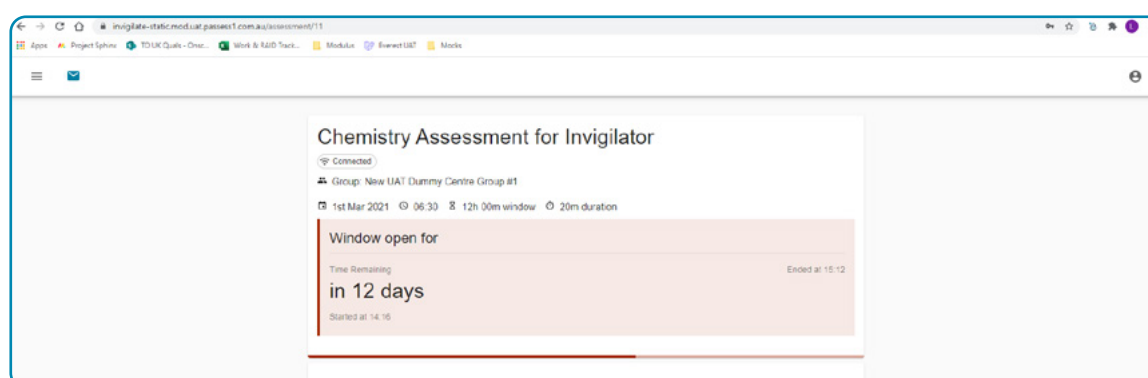 invigilate-static.mod.uat.passess1.com.au/assessment/11
Apps Project Sphinx TO UK Quals - Onsc... Work & RAID Track... Modulus Everest UAT Mocks
Chemistry Assessment for Invigilator
Connected
Group: New UAT Dummy Centre Group #1
1st Mar 2021 06:30 12h 00m window 20m duration
Window open for
Time Remaining Ended at 15:12
in 12 days
Started at 14:16